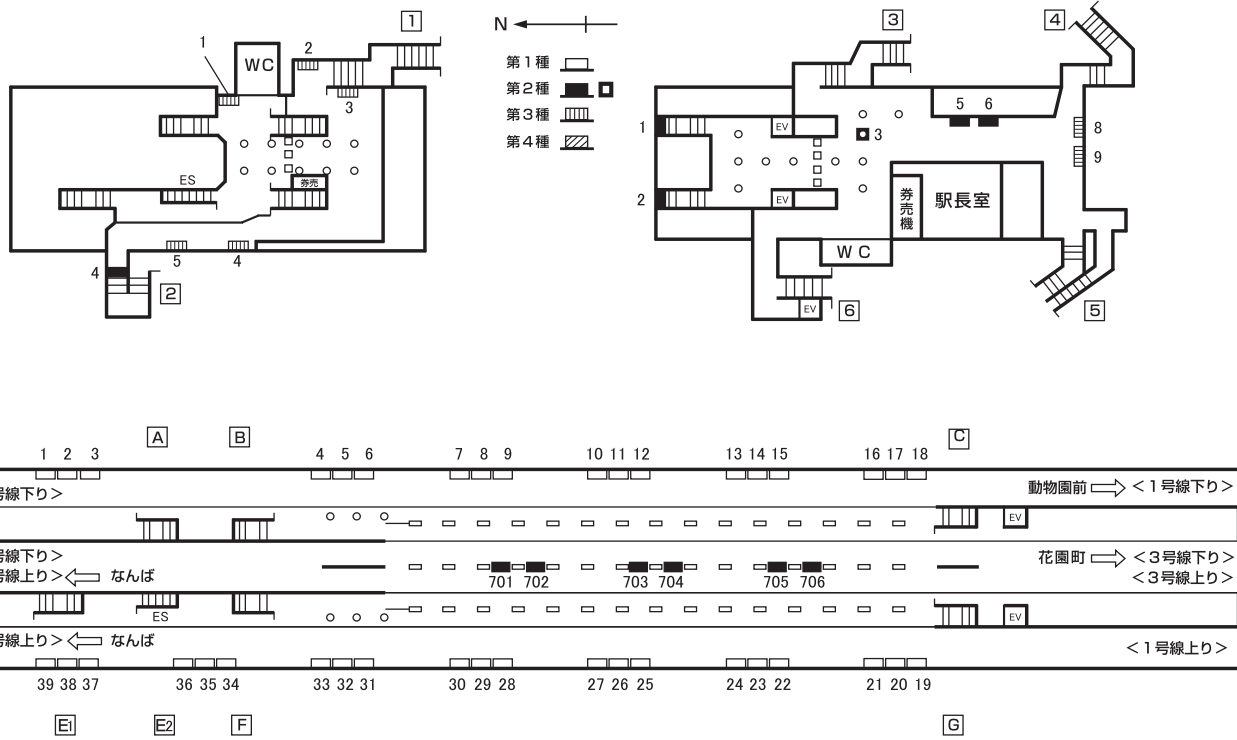 1
1
WC
2
3
ES
券売
4
5
4
2
N
第1種
第2種
第3種
第4種
3
4
1
EV
3
5 6
8
9
2
EV
券売機
駅長室
WC
EV
6
5
A
B
C
1 2 3
4 5 6
7 8 9
10 11 12
13 14 15
16 17 18
号線下り>
動物園前 <1号線下り>
EV
号線下り>
号線上り> なんば
701 702
703 704
705 706
花園町 <3号線下り>
<3号線上り>
ES
EV
号線上り> なんば
<1号線上り>
39 38 37
36 35 34
33 32 31
30 29 28
27 26 25
24 23 22
21 20 19
E1
E2
F
G